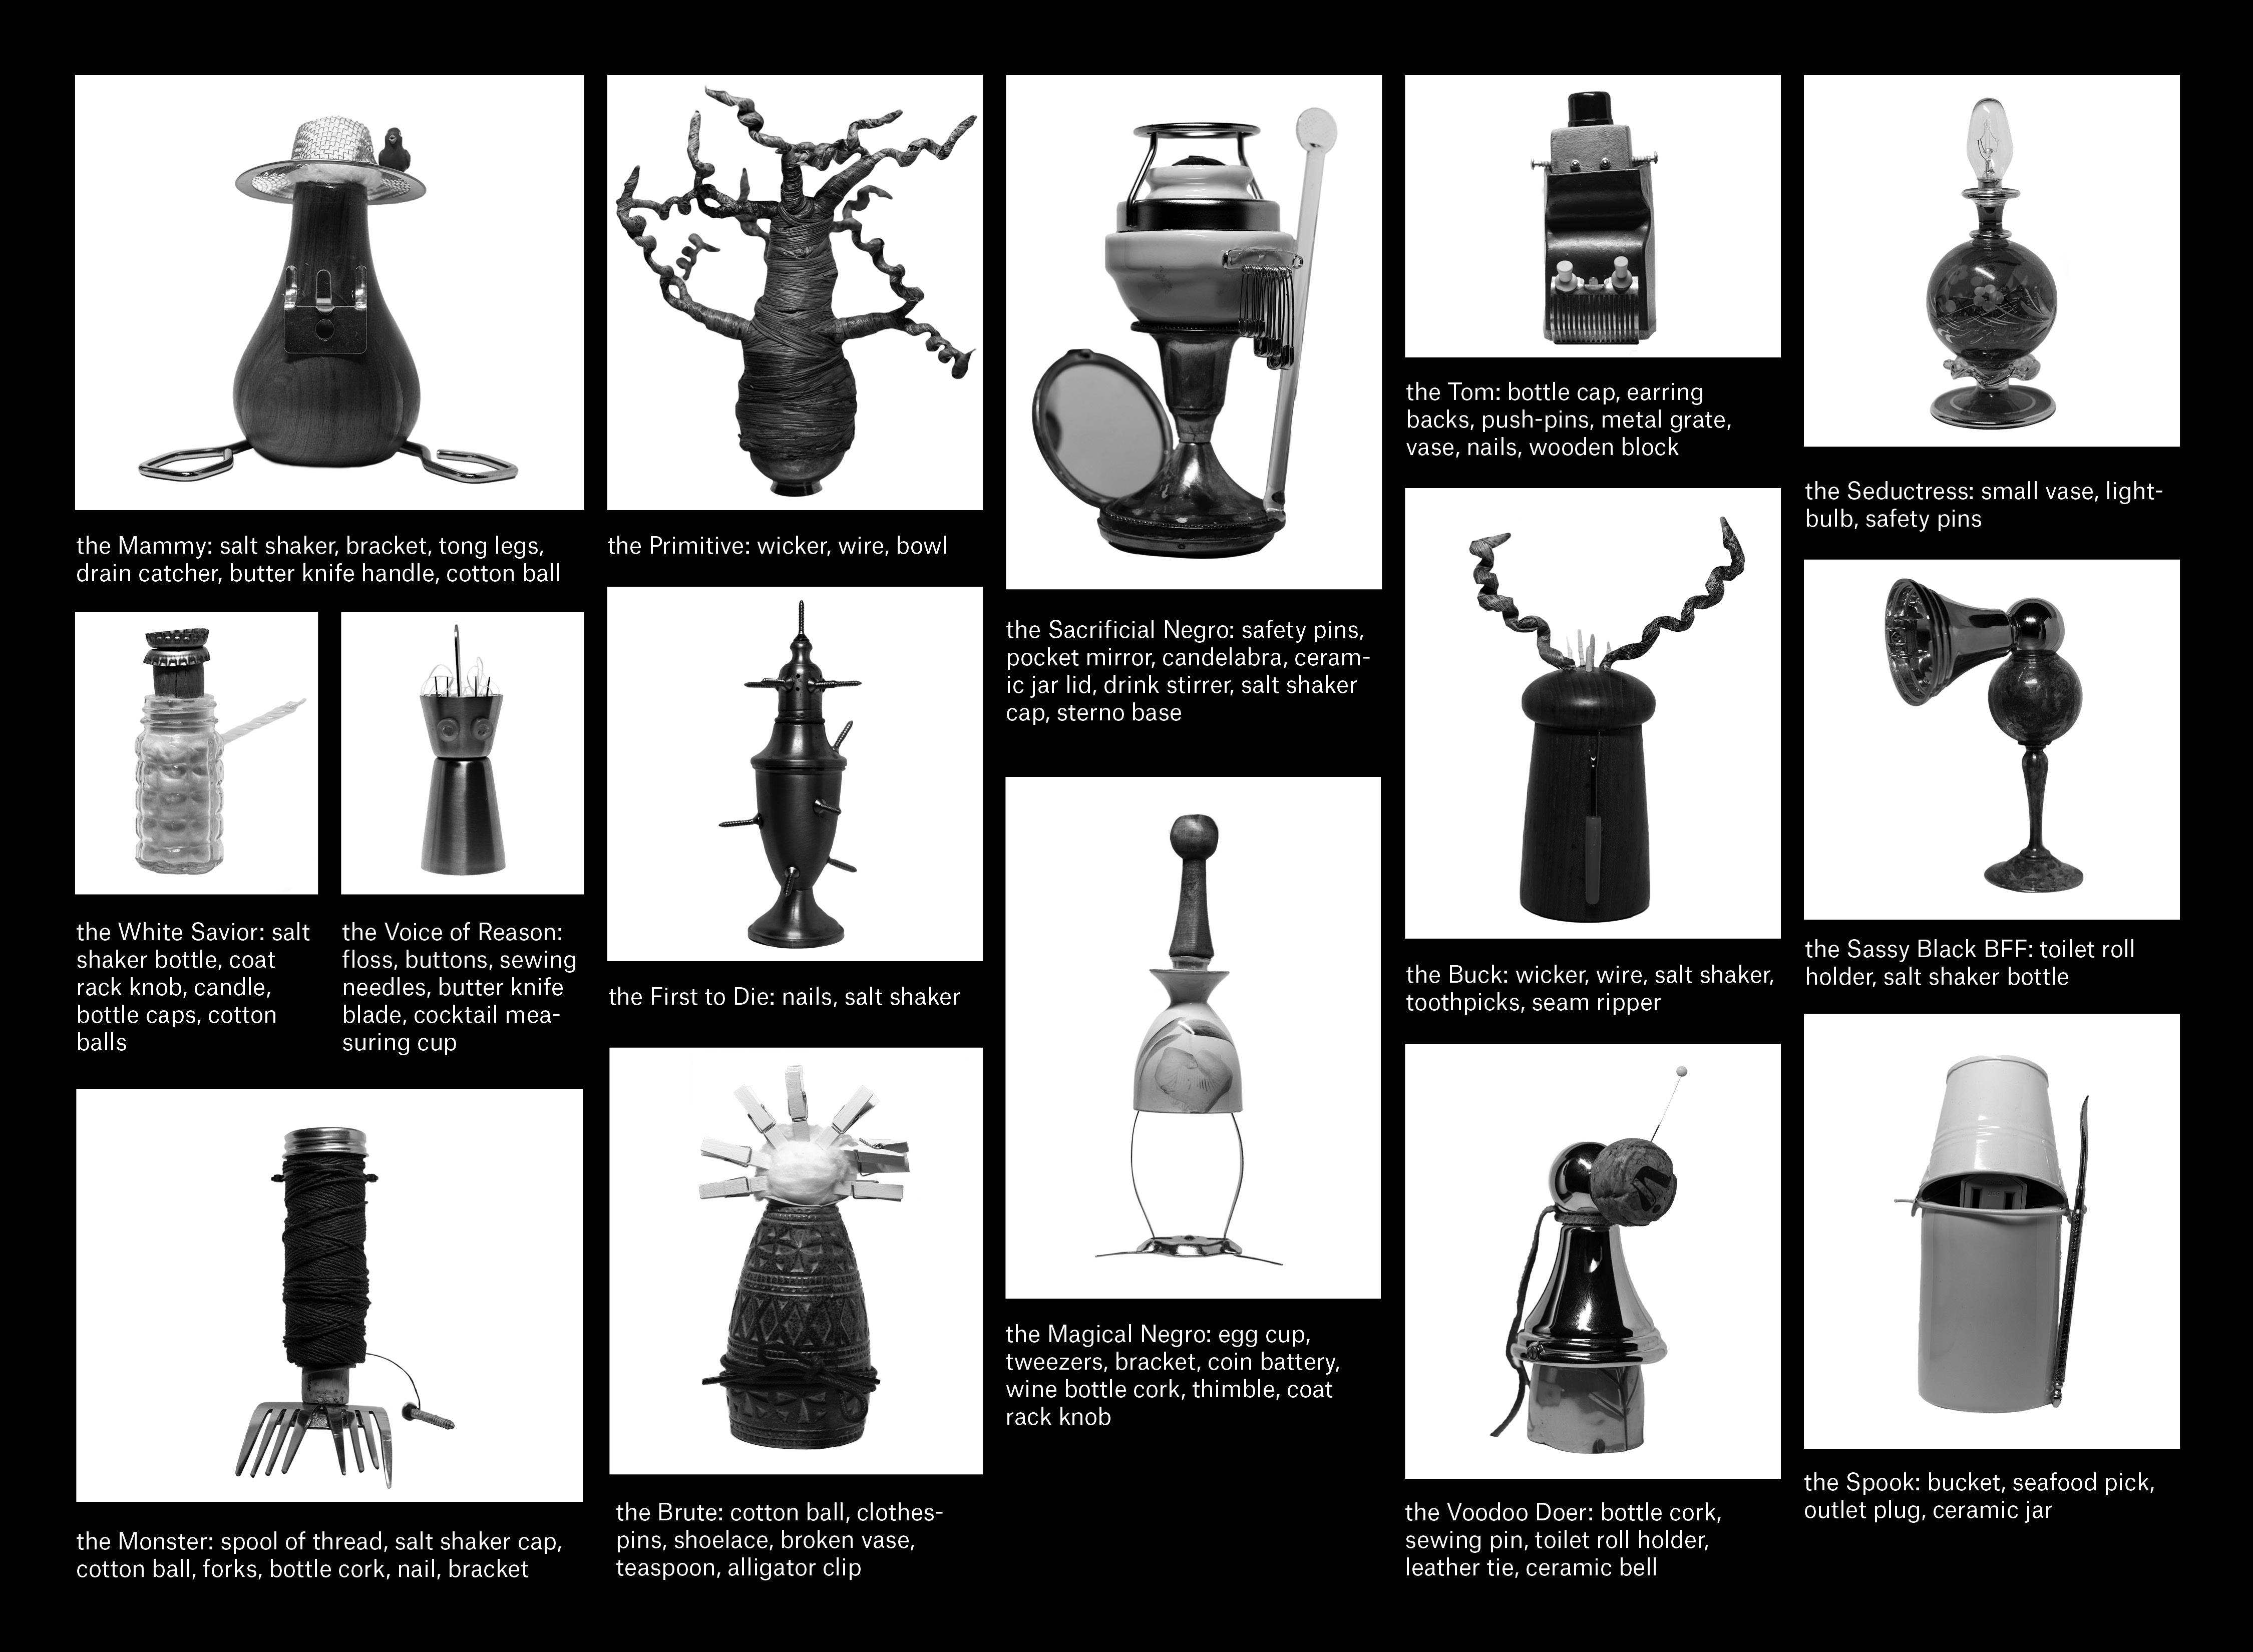 the Mammy: salt shaker, bracket, tong legs,
drain catcher, butter knife handle, cotton ball
the White Savior: salt
shaker bottle, coat
rack knob, candle,
bottle caps, cotton
balls
the Voice of Reason:
floss, buttons, sewing
needles, butter knife
blade, cocktail mea-
suring cup
the Monster: spool of thread, salt shaker cap,
cotton ball, forks, bottle cork, nail, bracket
the Primitive: wicker, wire, bowl
the First to Die: nails, salt shaker
the Brute: cotton ball, clothes-
pins, shoelace, broken vase,
teaspoon, alligator clip
the Sacrificial Negro: safety pins,
pocket mirror, candelabra, ceram-
ic jar lid, drink stirrer, salt shaker
cap, sterno base
the Magical Negro: egg cup,
tweezers, bracket, coin battery,
wine bottle cork, thimble, coat
rack knob
the Tom: bottle cap, earring
backs, push-pins, metal grate,
vase, nails, wooden block
the Buck: wicker, wire, salt shaker,
toothpicks, seam ripper
the Voodoo Doer: bottle cork,
sewing pin, toilet roll holder,
leather tie, ceramic bell
the Seductress: small vase, light-
bulb, safety pins
the Sassy Black BFF: toilet roll
holder, salt shaker bottle
the Spook: bucket, seafood pick,
outlet plug, ceramic jar